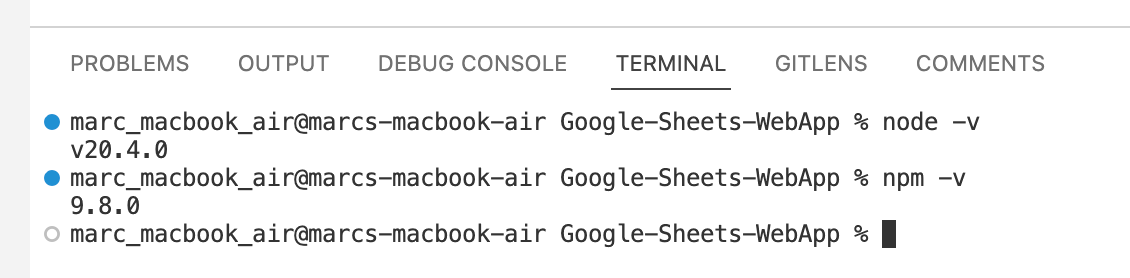 PROBLEMS OUTPUT DEBUG CONSOLE TERMINAL GITLENS COMMENTS
marc_macbook_air@marcs-macbook-air Google-Sheets-WebApp % node -v
v20.4.0
marc_macbook_air@marcs-macbook-air Google-Sheets-WebApp % npm -v
9.8.0
marc_macbook_air@marcs-macbook-air Google-Sheets-WebApp %